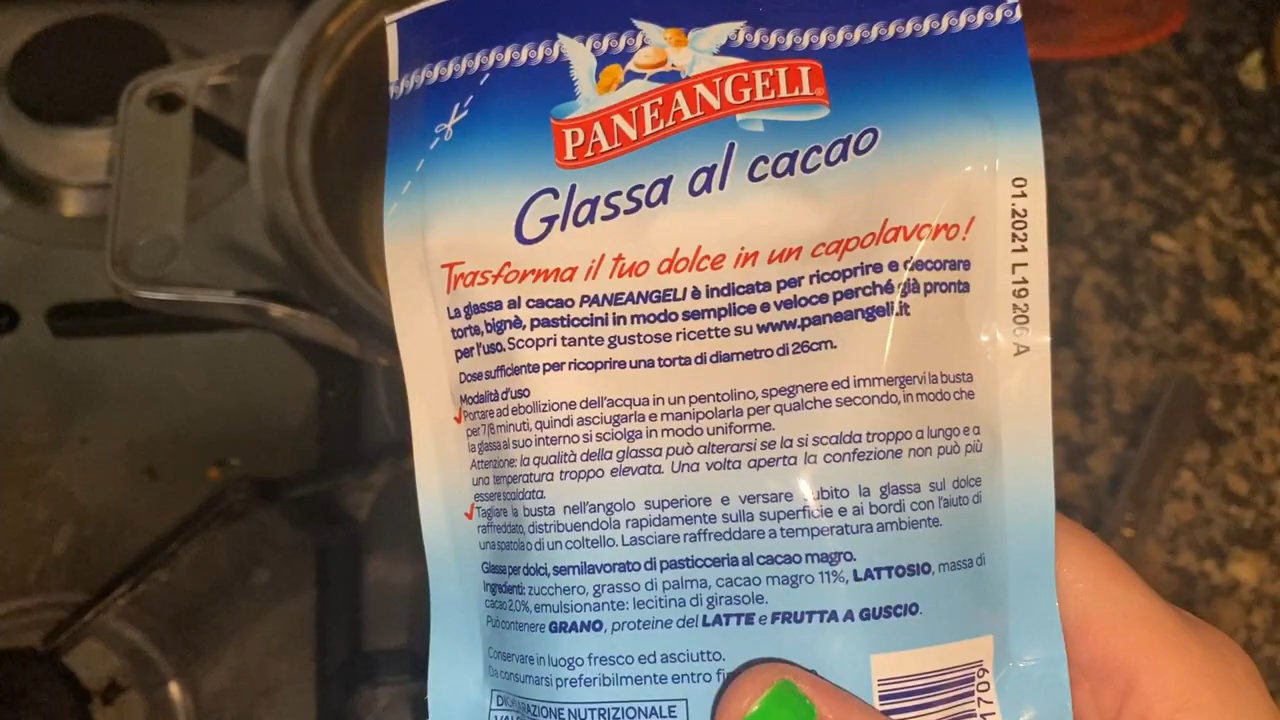 PANEANGELI
Glassa al cacao
Trasforma il tuo dolce in un capolavoro!
La glassa al cacao PANEANGELI è indicata per ricoprire e decorare
torte, bignè, pasticcini in modo semplice e veloce perché già pronta
per l'uso. Scopri tante gustose ricette su www.paneangeli.it
Dose sufficiente per ricoprire una torta di diametro di 26cm.
Modalità d'uso
Portare ad ebollizione dell'acqua in un pentolino, spegnere ed immergervi la busta
per 7/8 minuti, quindi asciugarla e manipolarla per qualche secondo, in modo che
la glassa al suo interno si sciolga in modo uniforme.
Attenzione: la qualità della glassa può alterarsi se la si scalda troppo a lungo e a
una temperatura troppo elevata. Una volta aperta la confezione non può più
essere scaldata.
Tagliare la busta nell'angolo superiore e versare subito la glassa sul dolce
raffreddato, distribuendola rapidamente sulla superficie e ai bordi con l'aiuto di
una spatola o di un coltello. Lasciare raffreddare a temperatura ambiente.
Glassa per dolci, semilavorato di pasticceria al cacao magro.
Ingredienti: zucchero, grasso di palma, cacao magro 11%, LATTOSIO, massa di
cacao 2,0%, emulsionante: lecitina di girasole.
Può contenere GRANO, proteine del LATTE e FRUTTA A GUSCIO.
Conservare in luogo fresco ed asciutto.
Da consumarsi preferibilmente entro
DICHIARAZIONE NUTRIZIONALE
01.2021 L19206 A
1709